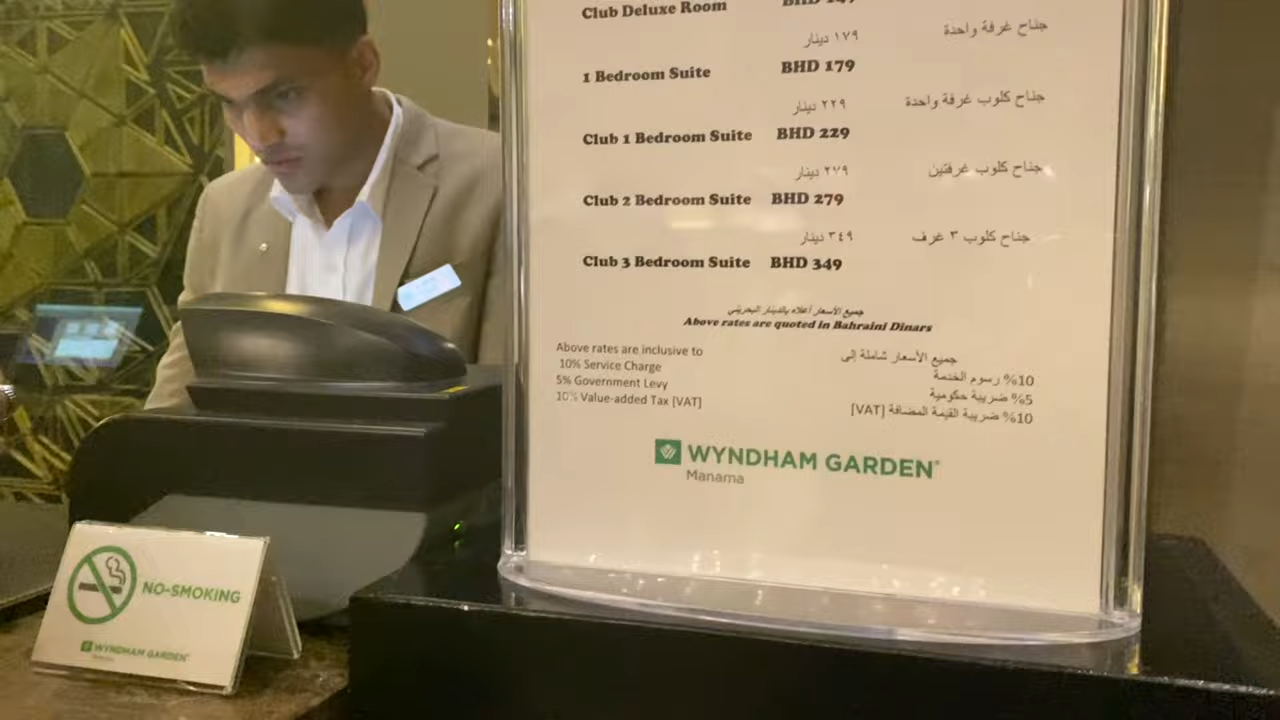 Club Deluxe Room BHD 149
١٧٩ دينار جناح غرفة واحدة
1 Bedroom Suite BHD 179
٢٢٩ دينار جناح كلوب غرفة واحدة
Club 1 Bedroom Suite BHD 229
٢٧٩ دينار جناح كلوب غرفتين
Club 2 Bedroom Suite BHD 279
٣٤٩ دينار جناح كلوب ٣ غرف
Club 3 Bedroom Suite BHD 349
جميع الأسعار أعلاه بالدينار البحريني
Above rates are quoted in Bahraini Dinars
Above rates are inclusive to
10% Service Charge
5% Government Levy
10% Value-added Tax [VAT]
جميع الأسعار شاملة إلى
%10 رسوم الخدمة
%5 ضريبة حكومية
%10 ضريبة القيمة المضافة [VAT]
WYNDHAM GARDEN®
Manama
NO-SMOKING
WYNDHAM GARDEN®